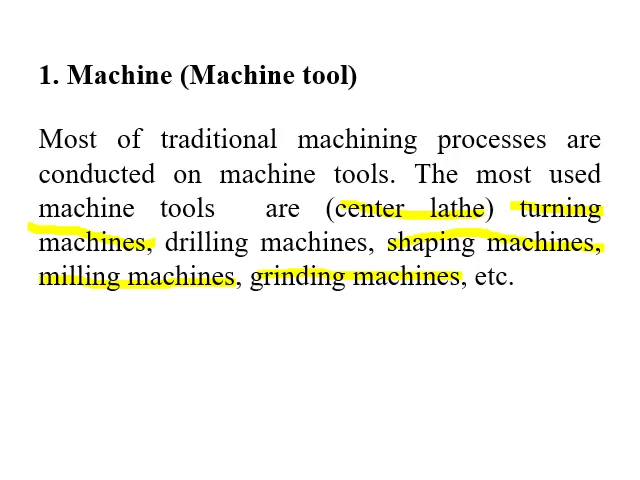 1. Machine (Machine tool)
Most of traditional machining processes are
conducted on machine tools. The most used
machine tools are (center lathe) turning
machines, drilling machines, shaping machines,
milling machines, grinding machines, etc.